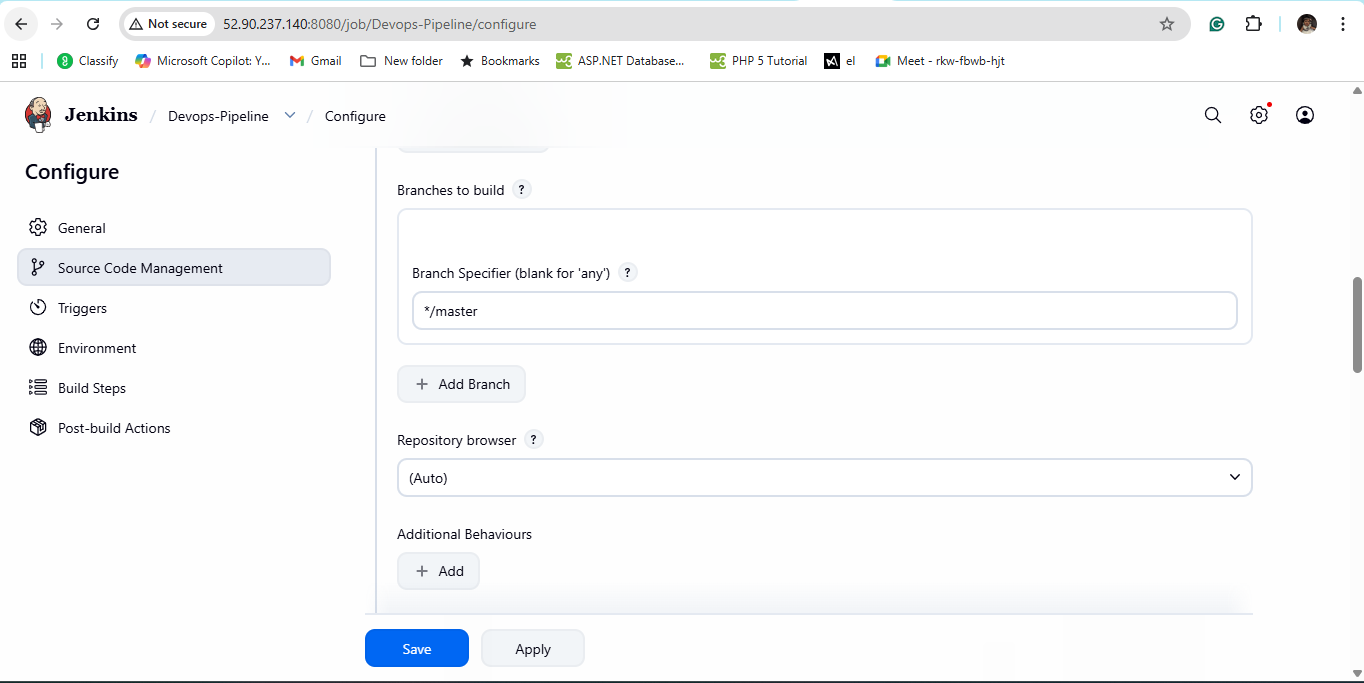 Not secure 52.90.237.140:8080/job/Devops-Pipeline/configure
Classify Microsoft Copilot: Y... Gmail New folder Bookmarks ASP.NET Database... PHP 5 Tutorial el Meet - rkw-fbwb-hjt
Jenkins / Devops-Pipeline / Configure
Configure
General
Source Code Management
Triggers
Environment
Build Steps
Post-build Actions
Branches to build ?
Branch Specifier (blank for 'any') ?
*/master
+ Add Branch
Repository browser ?
(Auto)
Additional Behaviours
+ Add
Save Apply